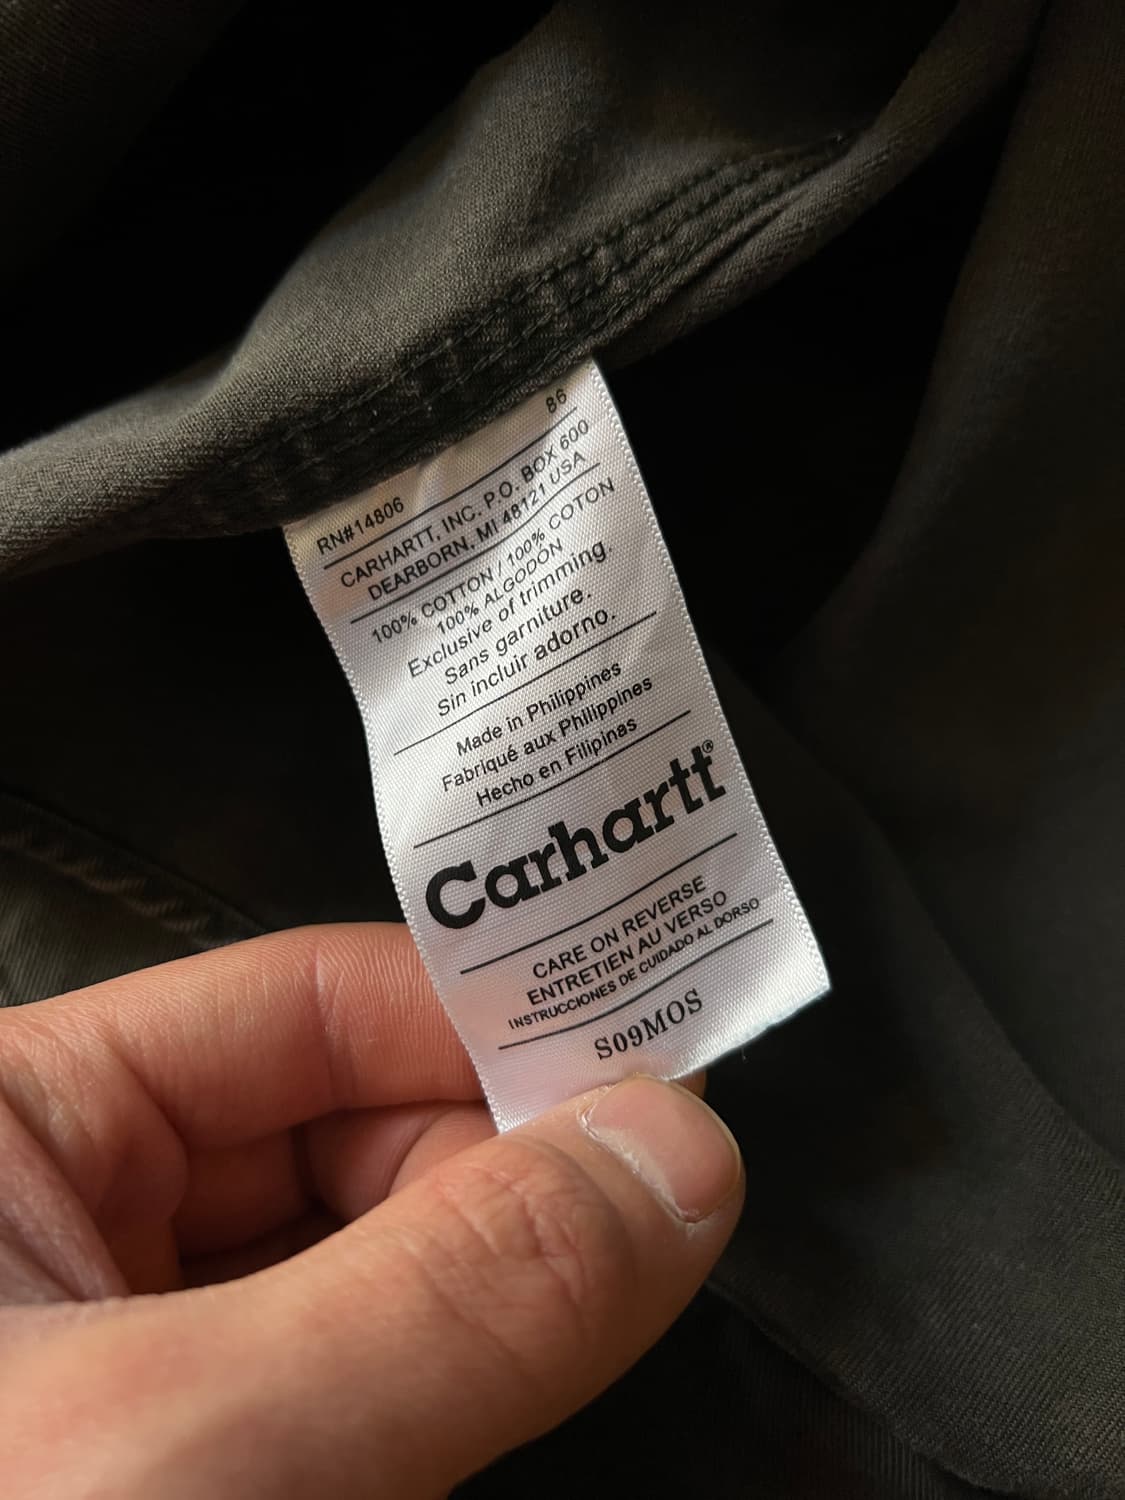 86
RN#14806
CARHARTT, INC. P.O. BOX 600
DEARBORN, MI 48121 USA
100% COTTON / 100% COTON
100% ALGODÓN
Exclusive of trimming.
Sans garniture.
Sin incluir adorno.
Made in Philippines
Fabriqué aux Philippines
Hecho en Filipinas
Carhartt®
CARE ON REVERSE
ENTRETIEN AU VERSO
INSTRUCCIONES DE CUIDADO AL DORSO
S09MOS